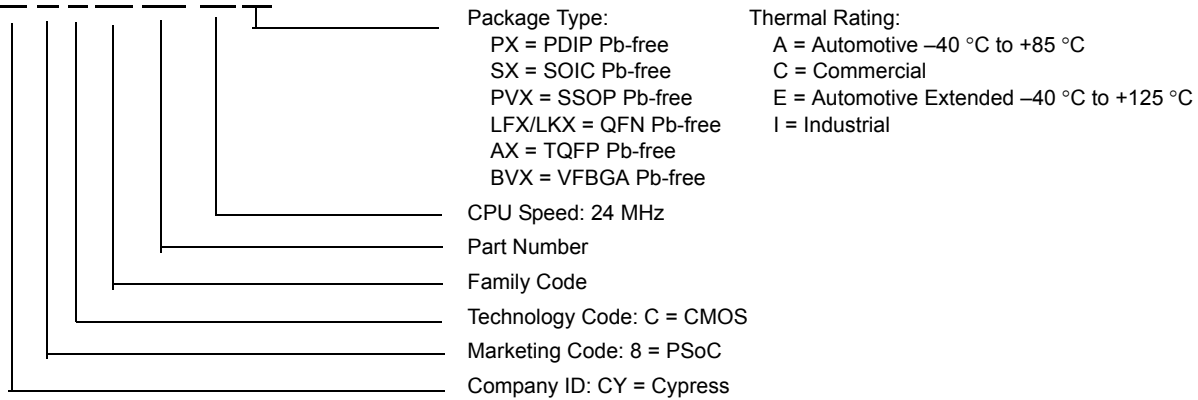 Package Type:
PX = PDIP Pb-free
SX = SOIC Pb-free
PVX = SSOP Pb-free
LFX/LKX = QFN Pb-free
AX = TQFP Pb-free
BVX = VFBGA Pb-free
Thermal Rating:
A = Automotive –40 °C to +85 °C
C = Commercial
E = Automotive Extended –40 °C to +125 °C
I = Industrial
CPU Speed: 24 MHz
Part Number
Family Code
Technology Code: C = CMOS
Marketing Code: 8 = PSoC
Company ID: CY = Cypress